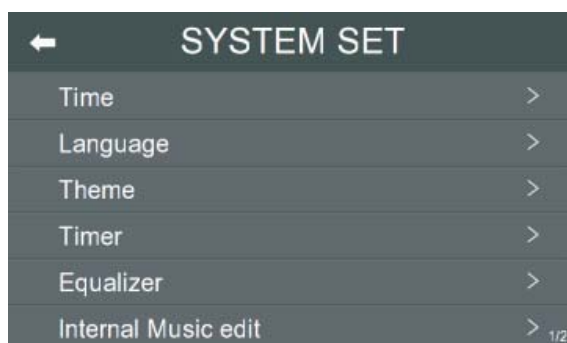 SYSTEM SET
Time >
Language >
Theme >
Timer >
Equalizer >
Internal Music edit > 1/2